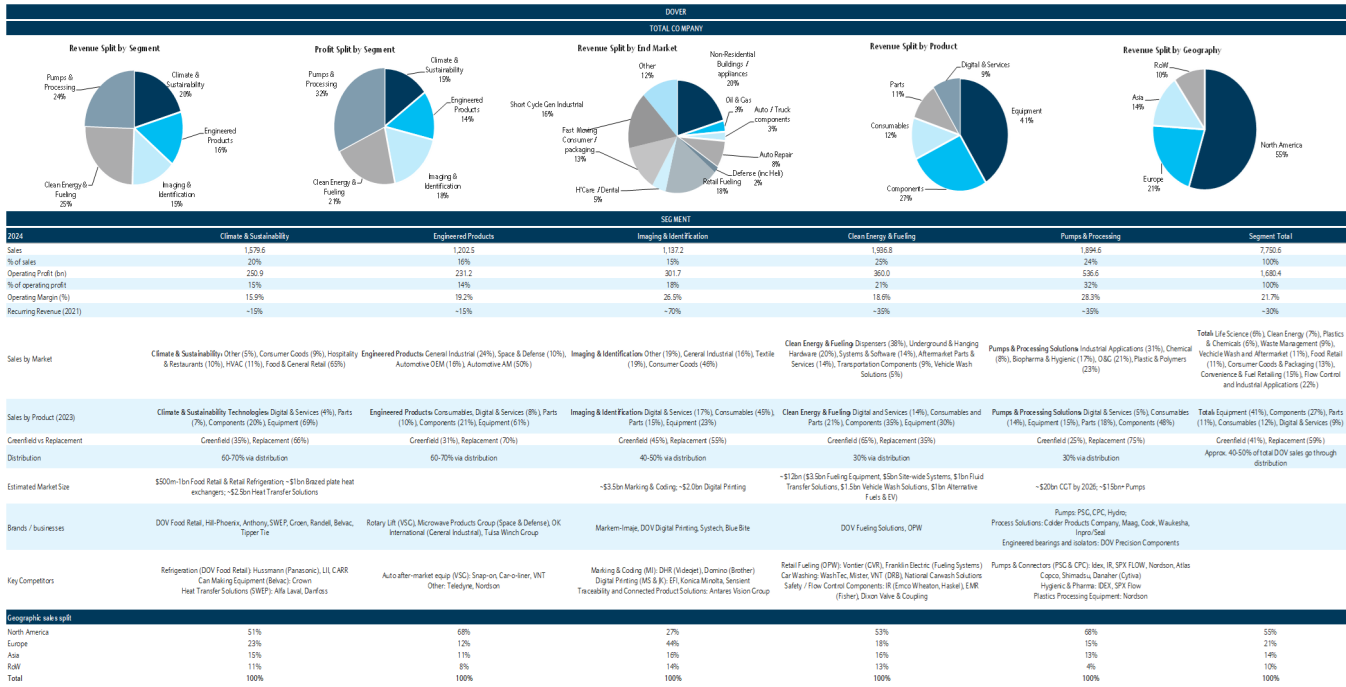 DOVER
TOTAL COMPANY
Revenue Split by Segment
Pumps & Processing 24%
Climate & Sustainability 20%
Engineered Products 16%
Imaging & Identification 15%
Clean Energy & Fueling 25%
Profit Split by Segment
Pumps & Processing 32%
Climate & Sustainability 15%
Engineered Products 14%
Imaging & Identification 18%
Clean Energy & Fueling 21%
Revenue Split by End Market
Other 12%
Non-Residential Buildings / appliances 20%
Oil & Gas 3%
Auto / Truck components 3%
Auto Repair 8%
Defense (inc Heli) 2%
Retail Fueling 18%
H'Care / Dental 5%
Fast Moving Consumer / packaging 13%
Short Cycle Gen Industrial 16%
Revenue Split by Product
Digital & Services 9%
Parts 11%
Equipment 41%
Consumables 12%
Components 27%
Revenue Split by Geography
RoW 10%
Asia 14%
North America 55%
Europe 21%
SEGMENT
2024 Climate & Sustainability Engineered Products Imaging & Identification Clean Energy & Fueling Pumps & Processing Segment Total
Sales 1,579.6 1,202.5 1,137.2 1,936.8 1,894.6 7,750.6
% of sales 20% 16% 15% 25% 24% 100%
Operating Profit (bn) 250.9 231.2 301.7 360.0 536.6 1,680.4
% of operating profit 15% 14% 18% 21% 32% 100%
Operating Margin (%) 15.9% 19.2% 26.5% 18.6% 28.3% 21.7%
Recurring Revenue (2021) ~15% ~15% ~70% ~35% ~35% ~30%
Sales by Market
Climate & Sustainability: Other (5%), Consumer Goods (9%), Hospitality
& Restaurants (10%), HVAC (11%), Food & General Retail (65%)
Engineered Products: General Industrial (24%), Space & Defense (10%),
Automotive OEM (16%), Automotive AM (50%)
Imaging & Identification: Other (19%), General Industrial (16%), Textile
(19%), Consumer Goods (46%)
Clean Energy & Fueling: Dispensers (38%), Underground & Hanging
Hardware (20%), Systems & Software (14%), Aftermarket Parts &
Services (14%), Transportation Components (9%), Vehicle Wash
Solutions (5%)
Pumps & Processing Solutions: Industrial Applications (31%), Chemical
(8%), Biopharma & Hygienic (17%), O&G (21%), Plastic & Polymers
(23%)
Total: Life Science (6%), Clean Energy (7%), Plastics
& Chemicals (6%), Waste Handling (9%),
Vechicle Wash and Aftermarket (11%), Food Retail
(11%), Consumer Goods & Packaging (13%),
Convenience & Fuel Retailing (15%), Flow Control
and Industrial Applications (22%)
Sales by Product (2023)
Climate & Sustainability Technologies: Digital & Services (4%), Parts
(7%), Components (20%), Equipment (69%)
Engineered Products: Consumables, Digital & Services (8%), Parts
(10%), Components (21%), Equipment (61%)
Imaging & Identification: Digital & Services (17%), Consumables (45%),
Parts (15%), Equipment (23%)
Clean Energy & Fueling: Digital and Services (14%), Consumables and
Parts (21%), Components (35%), Equipment (30%)
Pumps & Processing Solutions: Digital & Services (5%), Consumables
(14%), Equipment (15%), Parts (18%), Components (48%)
Total: Equipment (41%), Components (27%), Parts
(11%), Consumables (12%), Digital & Services (9%)
Greenfield vs Replacement Greenfield (35%), Replacement (66%) Greenfield (31%), Replacement (70%) Greenfield (45%), Replacement (55%) Greenfield (65%), Replacement (35%) Greenfield (25%), Replacement (75%) Greenfield (41%), Replacement (59%)
Distribution 60-70% via distribution 60-70% via distribution 40-50% via distribution 30% via distribution 30% via distribution
Approx. 40-50% of total DOV sales go through
distribution
Estimated Market Size
$500m-1bn Food Retail & Retail Refrigeration; ~$1bn Brazed plate heat
exchangers; ~$2.5bn Heat Transfer Solutions
~$3.5bn Marking & Coding; ~$2.0bn Digital Printing
~$12bn ($3.5bn Fueling Equipment, $5bn Site-wide Systems, $1bn Fluid
Transfer Solutions, $1.5bn Vehicle Wash Solutions, $1bn Alternative
Fuels & EV)
~$20bn CGT by 2026; ~$15bn+ Pumps
Brands / businesses
DOV Food Retail, Hill-Phoenix, Anthony, SWEP, Groen, Randell, Belvac,
Tipper Tie
Rotary Lift (VSG), Microwave Products Group (Space & Defense), OK
International (General Industrial), Tulsa Winch Group
Markem-Imaje, DOV Digital Printing, Systech, Blue Bite
DOV Fueling Solutions, OPW
Pumps: PSG, CPC, Hydro;
Process Solutions: Colder Products Company, Maag, Cook, Waukesha,
Inpro/Seal
Engineered bearings and isolators: DOV Precision Components
Key Competitors
Refrigeration (DOV Food Retail): Hussmann (Panasonic), LII, CARR
Can Making Equipment (Belvac): Crown
Heat Transfer Solutions (SWEP): Alfa Laval, Danfoss
Auto after-market equip (VSG): Snap-on, Car-o-liner, VNT
Other: Teledyne, Nordson
Marking & Coding (MI): DHR (Videojet), Domino (Brother)
Digital Printing (MS & K): EFI, Konica Minolta, Sensient
Traceability and Connected Product Solutions: Antares Vision Group
Retail Fueling (OPW): Vontier (GVR), Franklin Electric (Fueling Systems)
Car Washing: WashTec, Mister, VNT (DRB), National Carwash Solutions
Safety / Flow Control Components: IR (Emco Wheaton, Haskel), EMR
(Fisher), Dixon Valve & Coupling
Pumps & Connectors (PSG & CPC): Idex, IR, SPX FLOW, Nordson, Atlas
Copco, Shimadsu, Danaher (Cytiva)
Hygienic & Pharma: IDEX, SPX Flow
Plastics Processing Equipment: Nordson
Geographic sales split
North America 51% 68% 27% 53% 68% 55%
Europe 23% 12% 44% 18% 15% 21%
Asia 15% 11% 16% 16% 13% 14%
RoW 11% 8% 14% 13% 4% 10%
Total 100% 100% 100% 100% 100% 100%